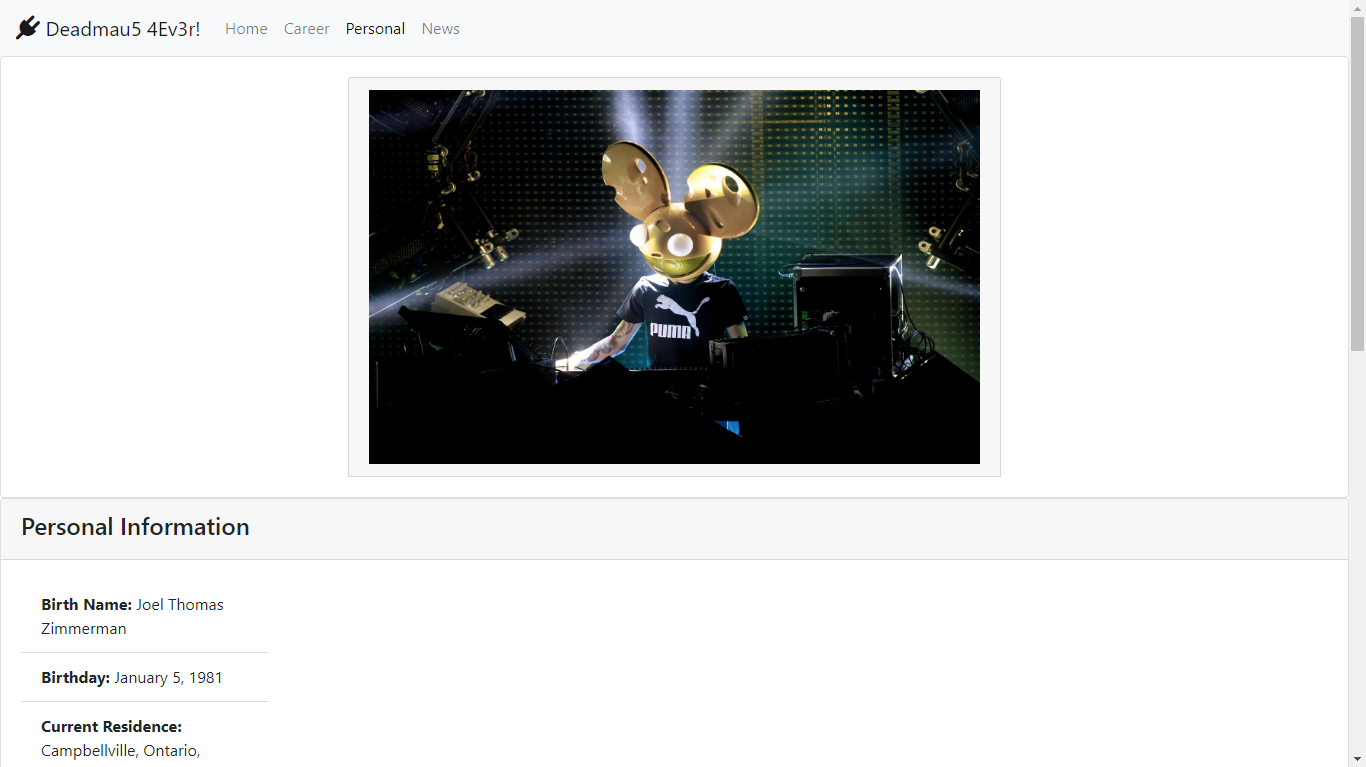 Deadmau5 4Ev3r! Home Career Personal News
PUMA
Personal Information
Birth Name: Joel Thomas
Zimmerman
Birthday: January 5, 1981
Current Residence:
Campbellville, Ontario,